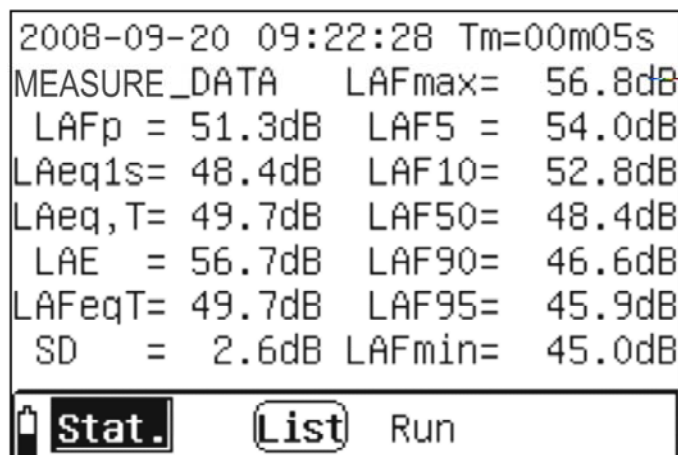 2008-09-20 09:22:28 Tm=00m05s
MEASURE_DATA LAFmax= 56.8dB
LAFp = 51.3dB LAF5 = 54.0dB
LAeq1s= 48.4dB LAF10= 52.8dB
LAeq,T= 49.7dB LAF50= 48.4dB
LAE = 56.7dB LAF90= 46.6dB
LAFeqT= 49.7dB LAF95= 45.9dB
SD = 2.6dB LAFmin= 45.0dB
Stat. List Run